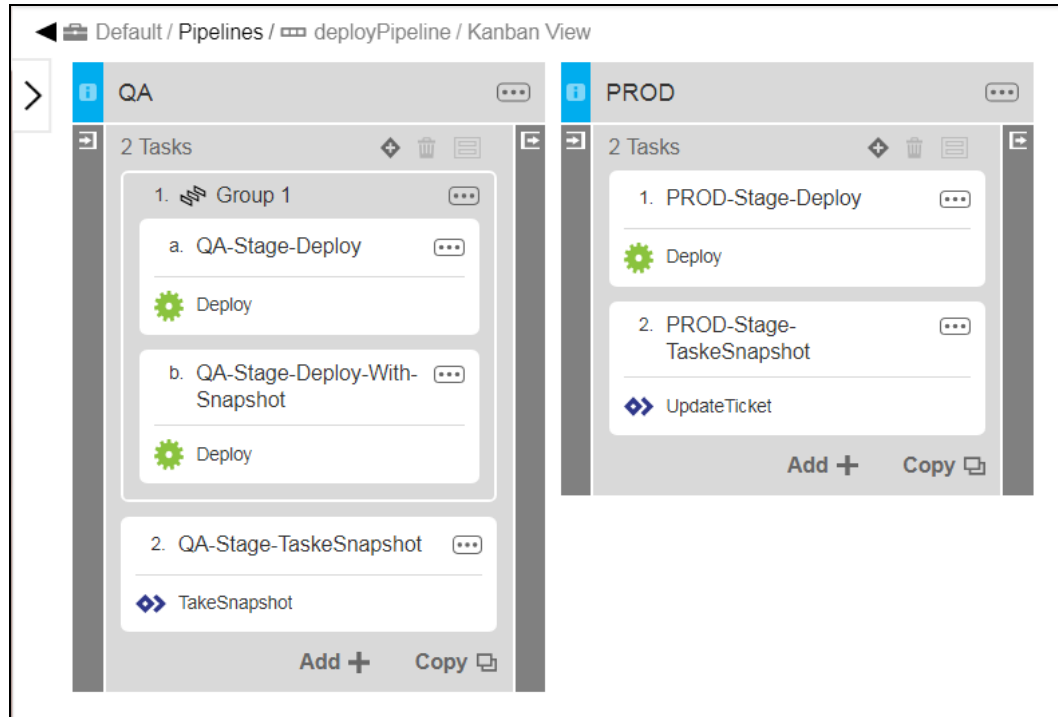 Default / Pipelines / deployPipeline / Kanban View
QA
2 Tasks
1. Group 1
a. QA-Stage-Deploy
Deploy
b. QA-Stage-Deploy-With-
Snapshot
Deploy
2. QA-Stage-TaskeSnapshot
TakeSnapshot
Add Copy
PROD
2 Tasks
1. PROD-Stage-Deploy
Deploy
2. PROD-Stage-
TaskeSnapshot
UpdateTicket
Add Copy